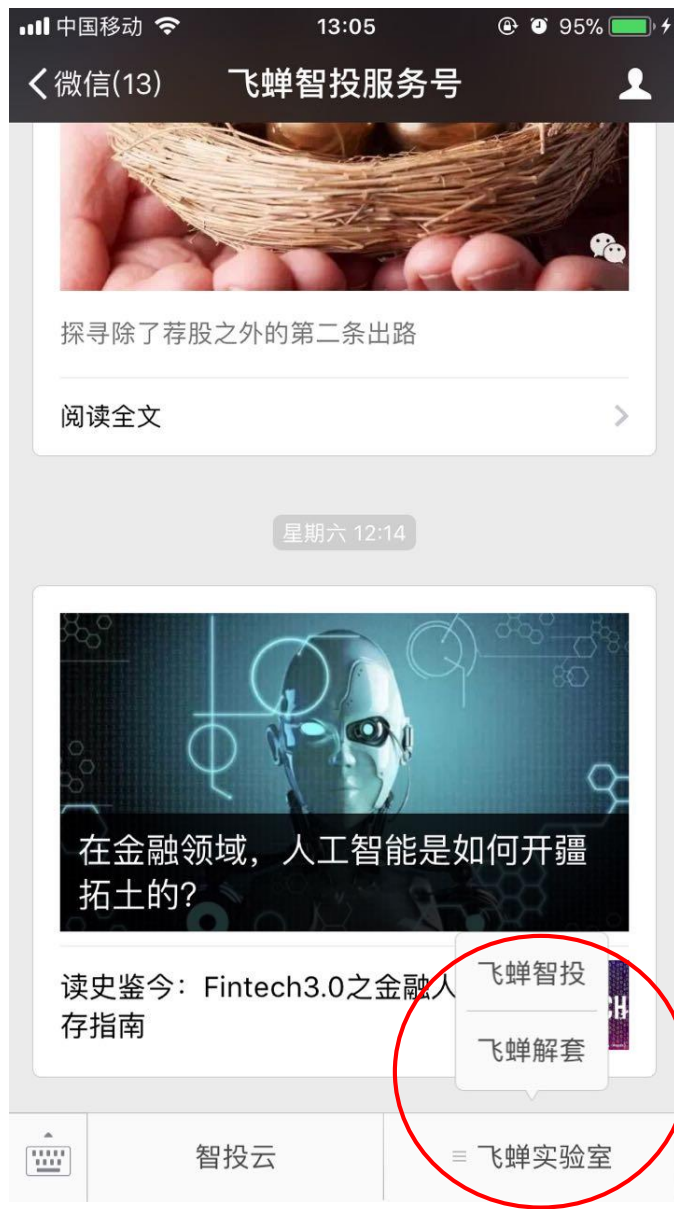 中国移动 13:05 95%
微信(13) 飞蝉智投服务号
探寻除了荐股之外的第二条出路
阅读全文
星期六 12:14
在金融领域，人工智能是如何开疆
拓土的?
读史鉴今：Fintech3.0之金融人
存指南
飞蝉智投
飞蝉解套
智投云 飞蝉实验室